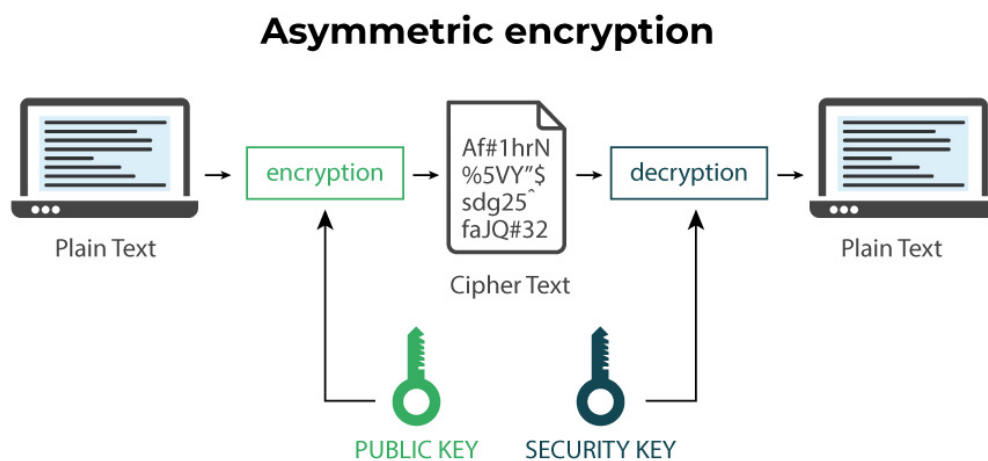 Asymmetric encryption
encryption
Af#1hrN
%5VY"$
sdg25^
faJQ#32
decryption
Plain Text
Cipher Text
Plain Text
PUBLIC KEY
SECURITY KEY